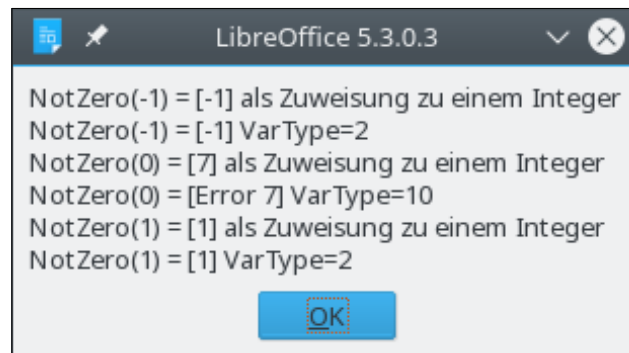 LibreOffice 5.3.0.3
NotZero(-1) = [-1] als Zuweisung zu einem Integer
NotZero(-1) = [-1] VarType=2
NotZero(0) = [7] als Zuweisung zu einem Integer
NotZero(0) = [Error 7] VarType=10
NotZero(1) = [1] als Zuweisung zu einem Integer
NotZero(1) = [1] VarType=2
OK